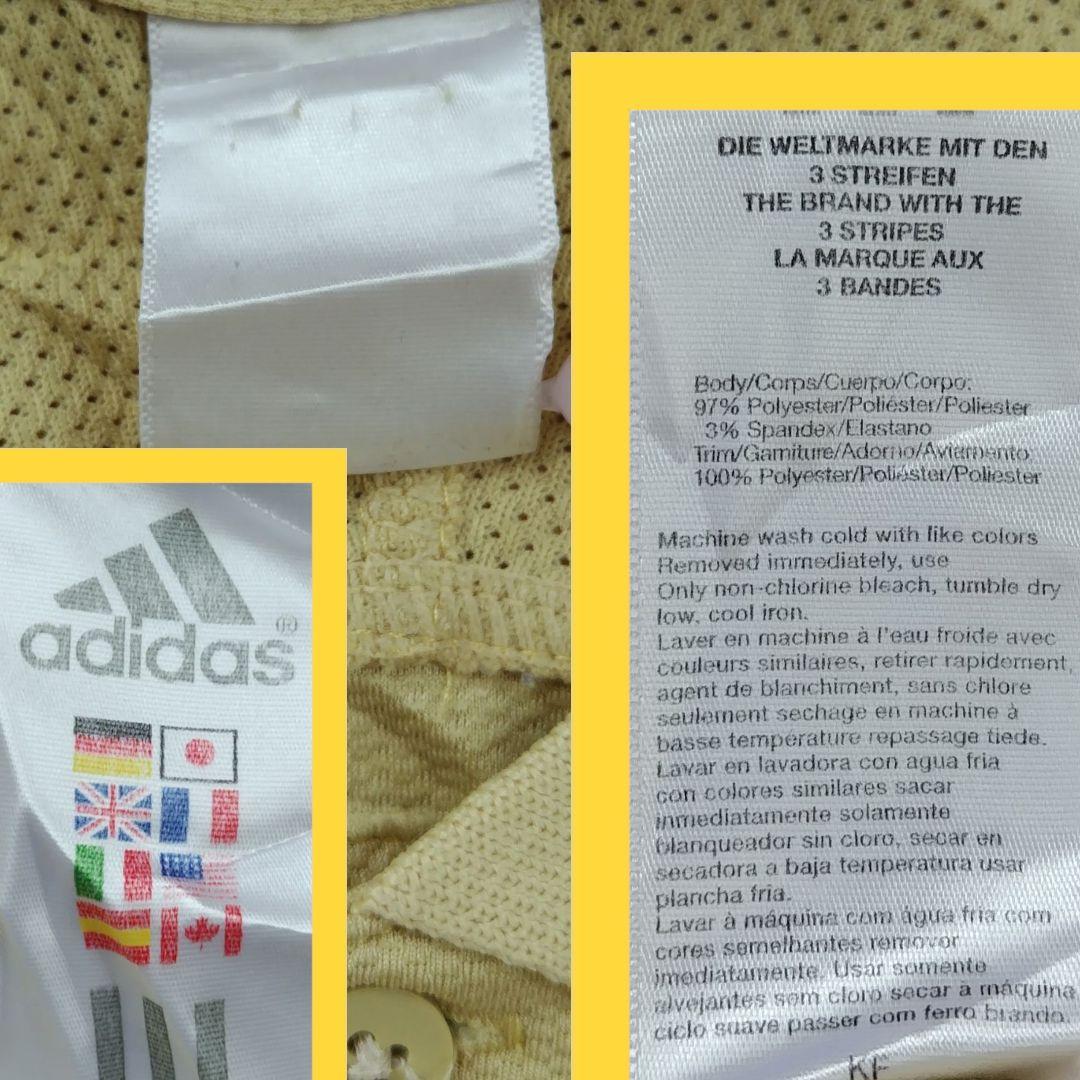 adidas®
DIE WELTMARKE MIT DEN
3 STREIFEN
THE BRAND WITH THE
3 STRIPES
LA MARQUE AUX
3 BANDES
Body/Corps/Cuerpo/Corpo:
97% Polyester/Poliéster/Poliester
3% Spandex/Elastano
Trim/Garniture/Adorno/Aviamento:
100% Polyester/Poliéster/Poliester
Machine wash cold with like colors
Removed immediately, use
Only non-chlorine bleach, tumble dry
low, cool iron.
Laver en machine à l'eau froide avec
couleurs similaires, retirer rapidement,
agent de blanchiment, sans chlore
seulement sechage en machine à
basse température repassage tiede.
Lavar en lavadora con agua fria
con colores similares sacar
inmediatamente solamente
blanqueador sin cloro, secar en
secadora a baja temperatura usar
plancha fria.
Lavar à máquina com água fria com
cores semelhantes remover
imediatamente. Usar somente
alvejantes sem cloro secar à máquina
ciclo suave passer com ferro brando.